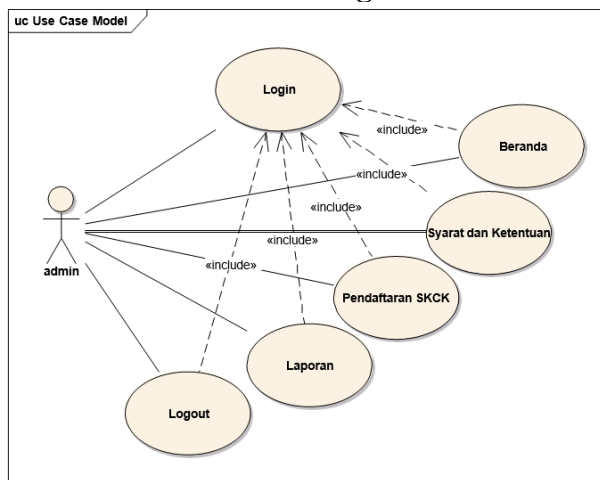 uc Use Case Model
Login
«include»
Beranda
«include»
«include»
Syarat dan Ketentuan
«include»
«include»
admin
Pendaftaran SKCK
Laporan
Logout